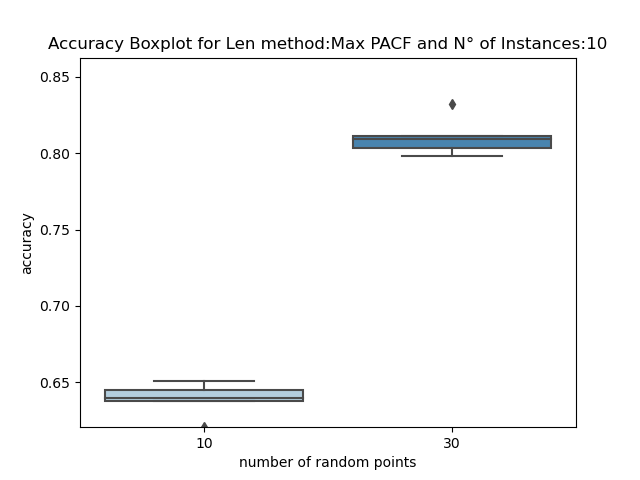 Accuracy Boxplot for Len method:Max PACF and N° of Instances:10
0.85
0.80
0.75
0.70
0.65
accuracy
10 30
number of random points